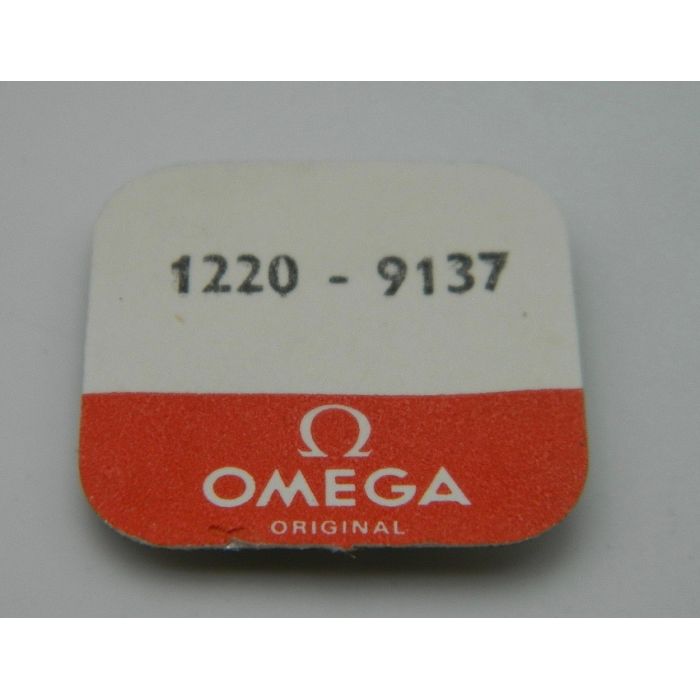 1220 - 9137
Ω
OMEGA
ORIGINAL